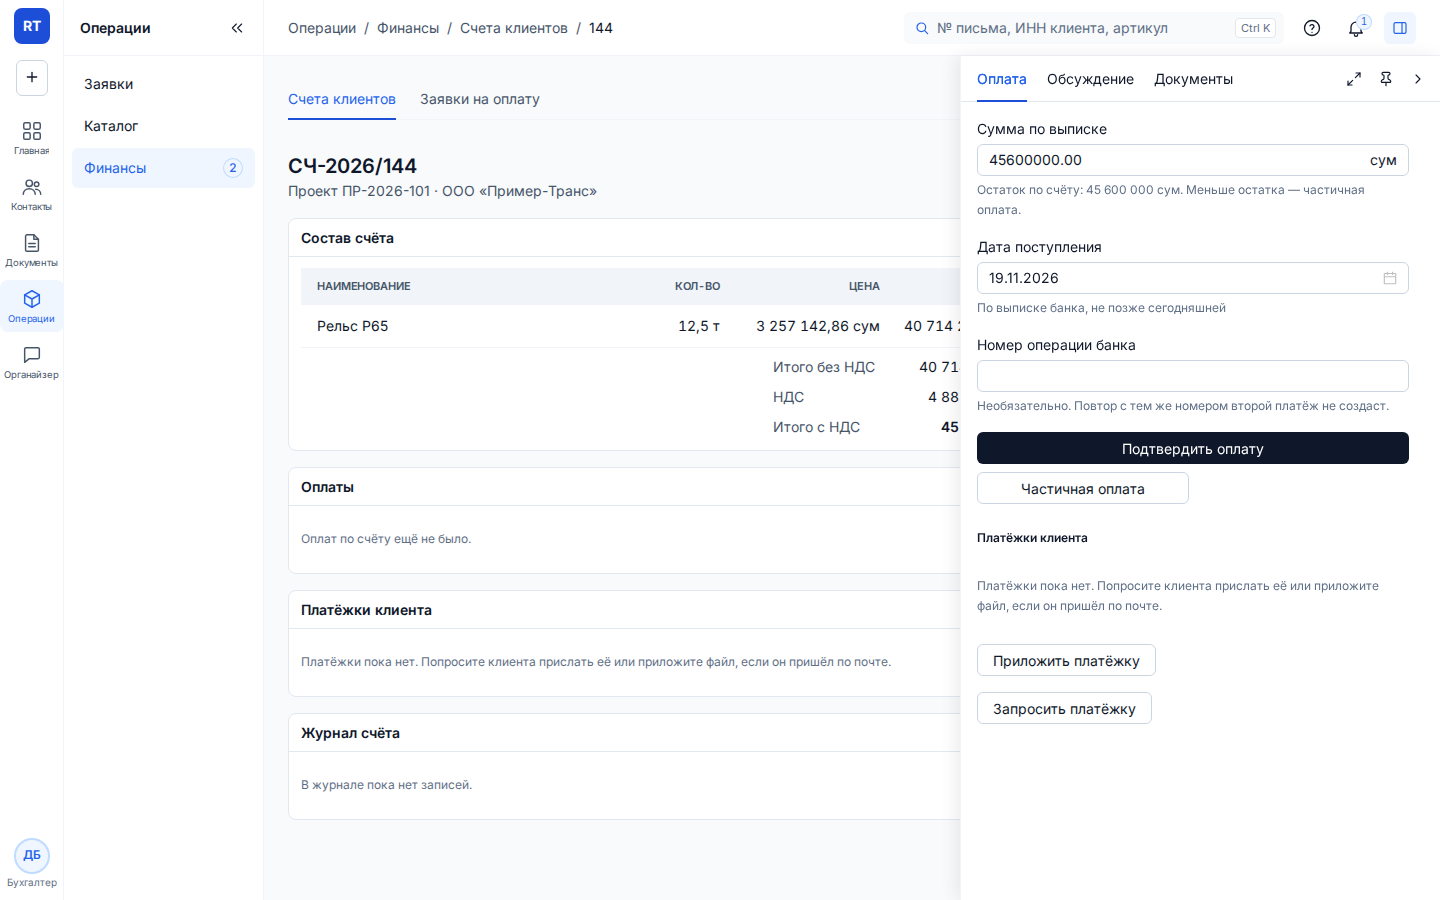 RT
Операции
Операции / Финансы / Счета клиентов / 144
№ письма, ИНН клиента, артикул
Ctrl K
1
Главная
Контакты
Документы
Операции
Органайзер
ДБ
Бухгалтер
Заявки
Каталог
Финансы 2
Счета клиентов Заявки на оплату
СЧ-2026/144
Проект ПР-2026-101 · ООО «Пример-Транс»
Состав счёта
НАИМЕНОВАНИЕ КОЛ-ВО ЦЕНА
Рельс Р65 12,5 т 3 257 142,86 сум 40 714
Итого без НДС 40 71
НДС 4 88
Итого с НДС 45
Оплаты
Оплат по счёту ещё не было.
Платёжки клиента
Платёжки пока нет. Попросите клиента прислать её или приложите файл, если он пришёл по почте.
Журнал счёта
В журнале пока нет записей.
Оплата Обсуждение Документы
Сумма по выписке
45600000.00 сум
Остаток по счёту: 45 600 000 сум. Меньше остатка — частичная
оплата.
Дата поступления
19.11.2026
По выписке банка, не позже сегодняшней
Номер операции банка
Необязательно. Повтор с тем же номером второй платёж не создаст.
Подтвердить оплату
Частичная оплата
Платёжки клиента
Платёжки пока нет. Попросите клиента прислать её или приложите
файл, если он пришёл по почте.
Приложить платёжку
Запросить платёжку